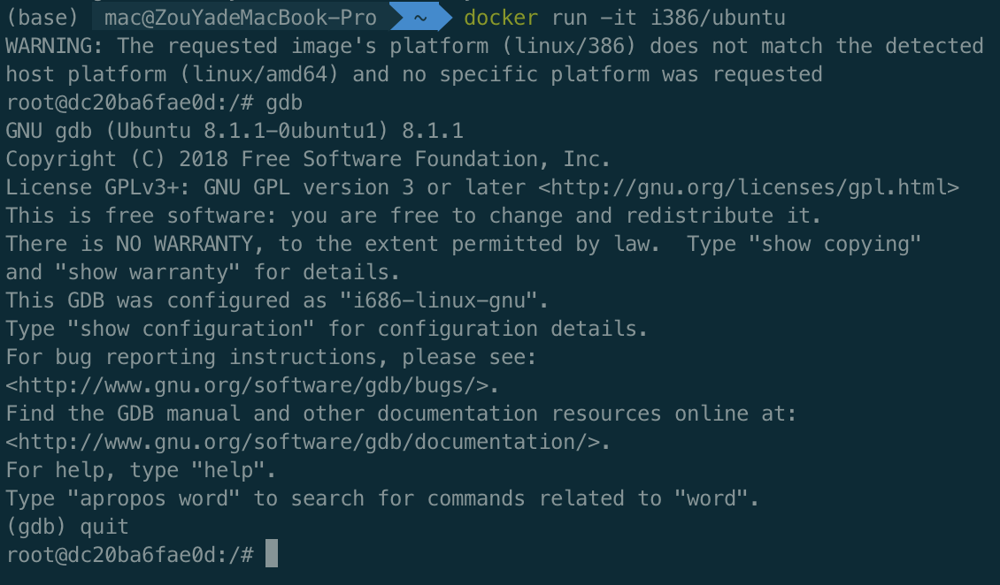 (base) mac@ZouYadeMacBook-Pro ~ docker run -it i386/ubuntu
WARNING: The requested image's platform (linux/386) does not match the detected
host platform (linux/amd64) and no specific platform was requested
root@dc20ba6fae0d:/# gdb
GNU gdb (Ubuntu 8.1.1-0ubuntu1) 8.1.1
Copyright (C) 2018 Free Software Foundation, Inc.
License GPLv3+: GNU GPL version 3 or later <http://gnu.org/licenses/gpl.html>
This is free software: you are free to change and redistribute it.
There is NO WARRANTY, to the extent permitted by law.  Type "show copying"
and "show warranty" for details.
This GDB was configured as "i686-linux-gnu".
Type "show configuration" for configuration details.
For bug reporting instructions, please see:
<http://www.gnu.org/software/gdb/bugs/>.
Find the GDB manual and other documentation resources online at:
<http://www.gnu.org/software/gdb/documentation/>.
For help, type "help".
Type "apropos word" to search for commands related to "word".
(gdb) quit
root@dc20ba6fae0d:/#